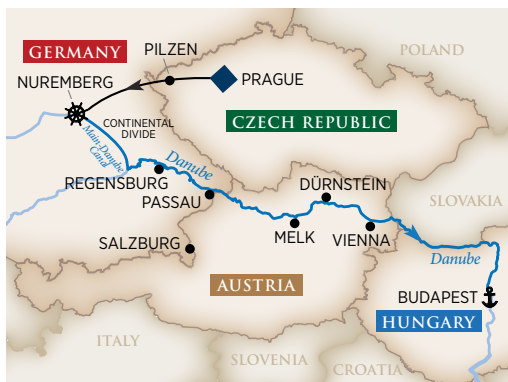 POLAND
GERMANY
PILZEN
PRAGUE
NUREMBERG
CONTINENTAL
DIVIDE
CZECH REPUBLIC
Main-Danube
Canal
Danube
REGENSBURG
DÜRNSTEIN
PASSAU
SLOVAKIA
SALZBURG
MELK
VIENNA
Danube
AUSTRIA
BUDAPEST
HUNGARY
ITALY
SLOVENIA
CROATIA